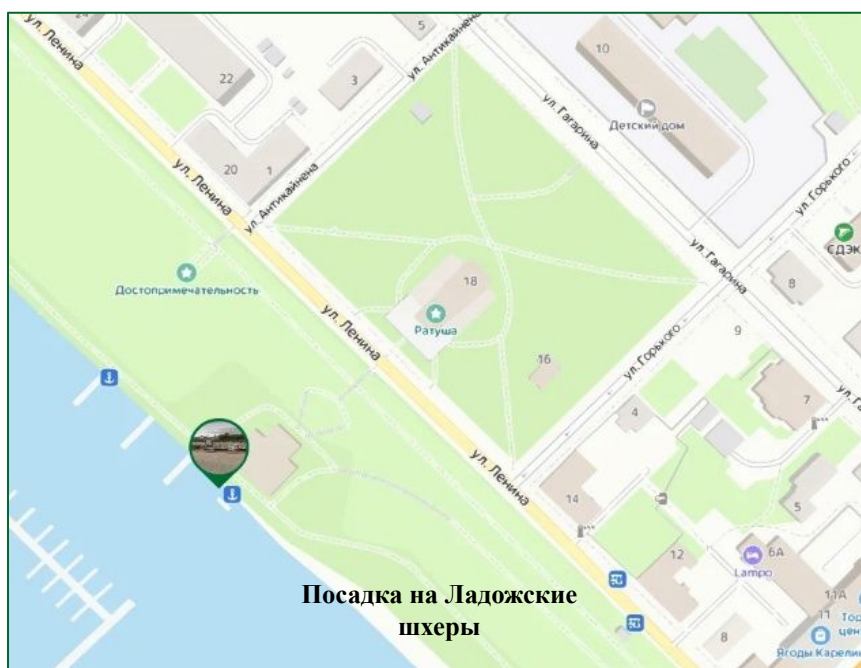 24
5
ул. Ленина
22
3
ул. Антикайнена
10
Детский дом
ул. Гагарина
ул. Горького
20
1
ул. Ленина
ул. Антикайнена
СДЭК
ул. Гагарина
8
Достопримечательность
18
Ратуша
ул. Ленина
9
16
ул. Горького
7
4
ул. Ленина
14
5
12
6А
Lampo
Посадка на Ладожские
шхеры
11А
11
8
Ягоды Карелии